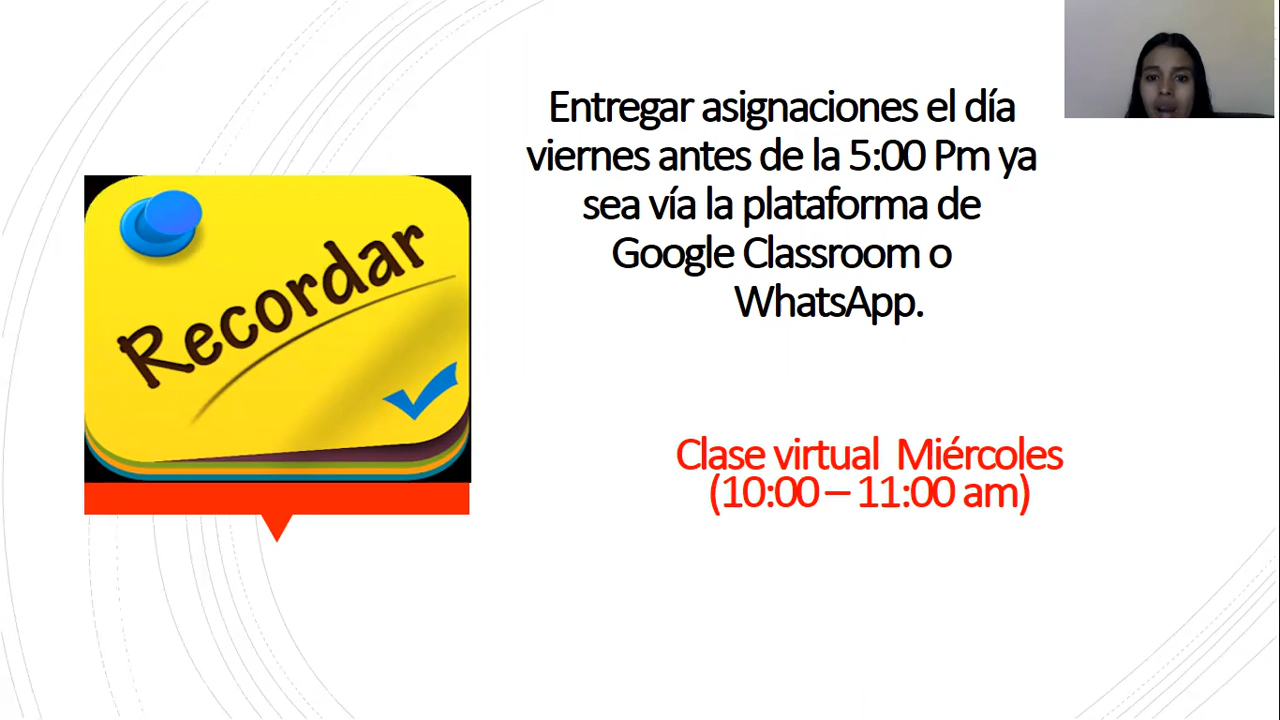 Recordar
Entregar asignaciones el día
viernes antes de la 5:00 Pm ya
sea vía la plataforma de
Google Classroom o
WhatsApp.
Clase virtual Miércoles
(10:00 – 11:00 am)